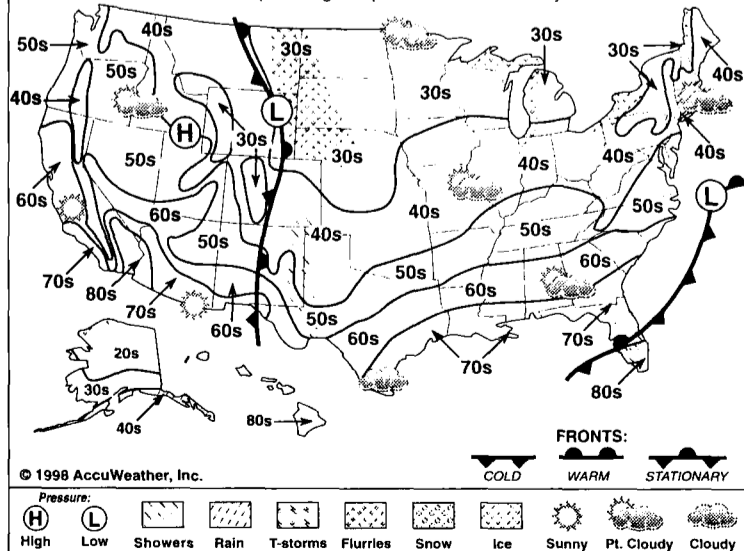 40s
50s
30s
30s
30s
50s
40s
40s
30s
L
H
30s
30s
50s
40s
40s
40s
60s
L
60s
40s
50s
50s
50s
40s
60s
70s
50s
80s
60s
70s
50s
60s
60s
70s
70s
20s
80s
30s
40s
80s
FRONTS:
© 1998 AccuWeather, Inc.
COLD WARM STATIONARY
Pressure:
H L
High Low Showers Rain T-storms Flurries Snow Ice Sunny Pt. Cloudy Cloudy